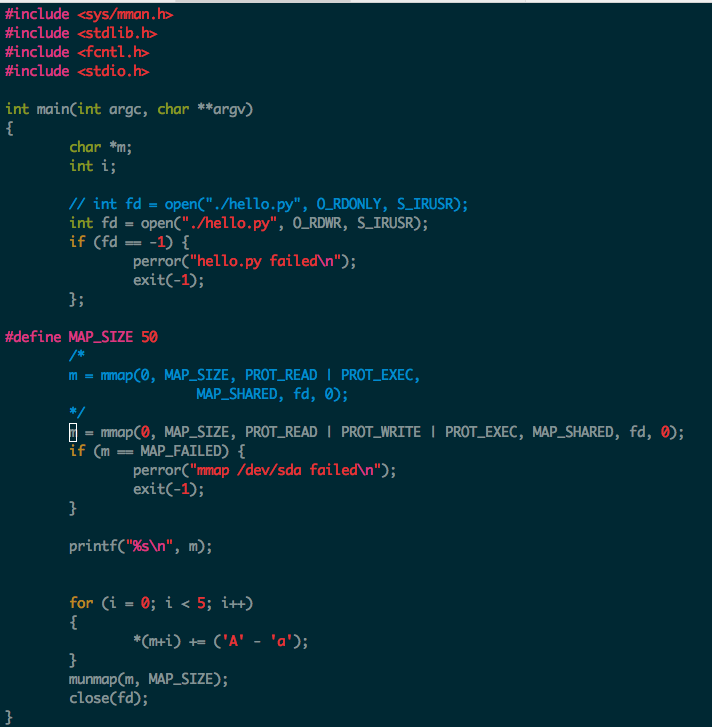 #include <sys/mman.h>
#include <stdlib.h>
#include <fcntl.h>
#include <stdio.h>

int main(int argc, char **argv)
{
        char *m;
        int i;

        // int fd = open("./hello.py", O_RDONLY, S_IRUSR);
        int fd = open("./hello.py", O_RDWR, S_IRUSR);
        if (fd == -1) {
                perror("hello.py failed\n");
                exit(-1);
        };

#define MAP_SIZE 50
        /*
        m = mmap(0, MAP_SIZE, PROT_READ | PROT_EXEC,
                        MAP_SHARED, fd, 0);
        */
        m = mmap(0, MAP_SIZE, PROT_READ | PROT_WRITE | PROT_EXEC, MAP_SHARED, fd, 0);
        if (m == MAP_FAILED) {
                perror("mmap /dev/sda failed\n");
                exit(-1);
        }

        printf("%s\n", m);


        for (i = 0; i < 5; i++)
        {
                *(m+i) += ('A' - 'a');
        }
        munmap(m, MAP_SIZE);
        close(fd);
}